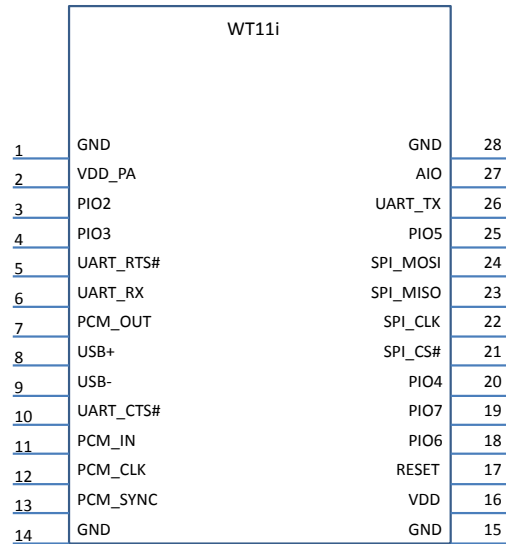 WT11i
1 GND GND 28
2 VDD_PA AIO 27
3 PIO2 UART_TX 26
4 PIO3 PIO5 25
5 UART_RTS# SPI_MOSI 24
6 UART_RX SPI_MISO 23
7 PCM_OUT SPI_CLK 22
8 USB+ SPI_CS# 21
9 USB- PIO4 20
10 UART_CTS# PIO7 19
11 PCM_IN PIO6 18
12 PCM_CLK RESET 17
13 PCM_SYNC VDD 16
14 GND GND 15